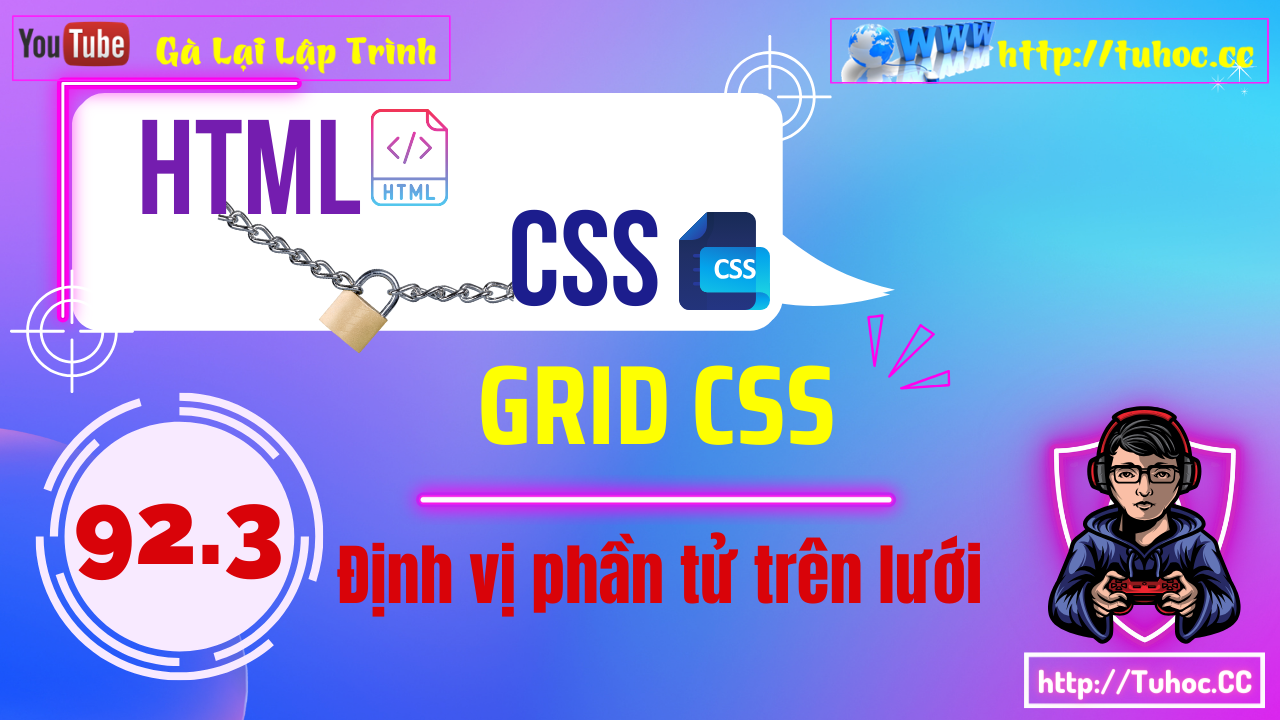 YouTube
Gà Lại Lập Trình
WWW
http://tuhoc.cc
HTML
HTML
CSS
CSS
GRID CSS
92.3
Định vị phần tử trên lưới
http://Tuhoc.CC